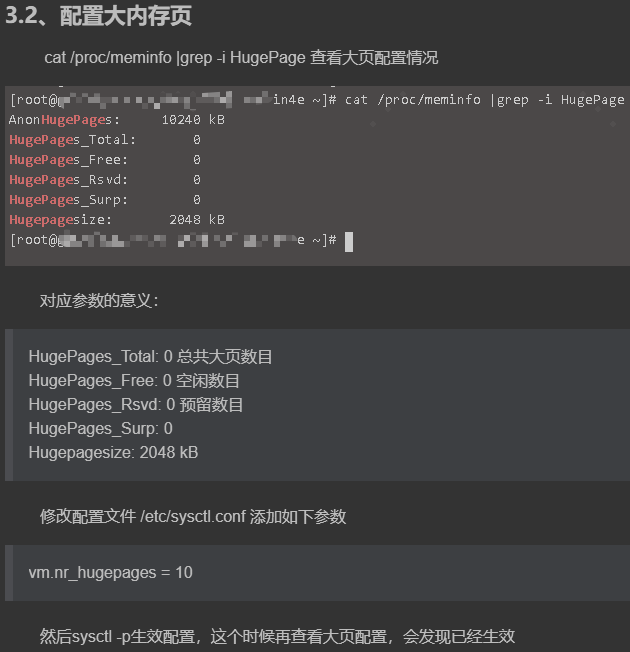 3.2、配置大内存页
cat /proc/meminfo |grep -i HugePage 查看大页配置情况
[root@ in4e ~]# cat /proc/meminfo |grep -i HugePage
AnonHugePages: 10240 kB
HugePages_Total: 0
HugePages_Free: 0
HugePages_Rsvd: 0
HugePages_Surp: 0
Hugepagesize: 2048 kB
[root@ e ~]#
对应参数的意义：
HugePages_Total: 0 总共大页数目
HugePages_Free: 0 空闲数目
HugePages_Rsvd: 0 预留数目
HugePages_Surp: 0
Hugepagesize: 2048 kB
修改配置文件 /etc/sysctl.conf 添加如下参数
vm.nr_hugepages = 10
然后sysctl -p生效配置，这个时候再查看大页配置，会发现已经生效